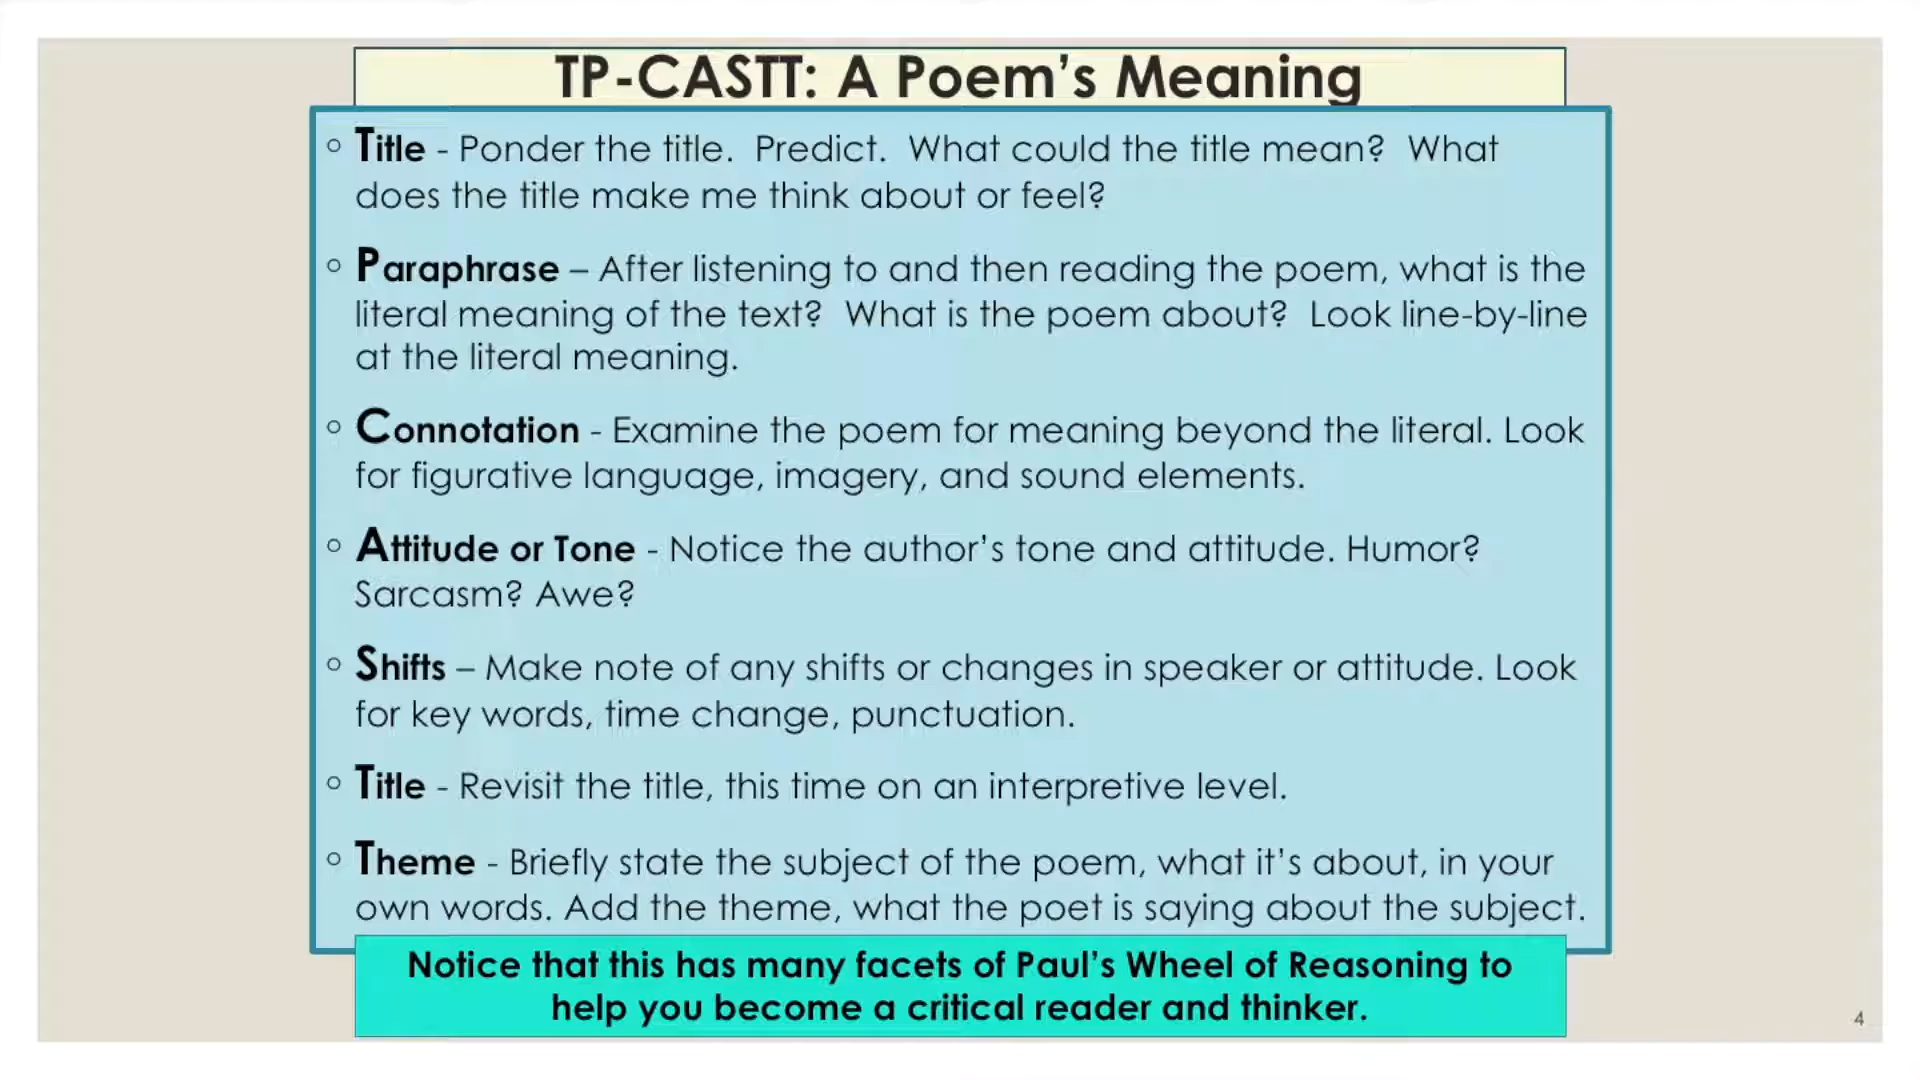 TP-CASTT: A Poem’s Meaning
◦ Title - Ponder the title.  Predict.  What could the title mean?  What
does the title make me think about or feel?
◦ Paraphrase – After listening to and then reading the poem, what is the
literal meaning of the text?  What is the poem about?  Look line-by-line
at the literal meaning.
◦ Connotation - Examine the poem for meaning beyond the literal. Look
for figurative language, imagery, and sound elements.
◦ Attitude or Tone - Notice the author’s tone and attitude. Humor?
Sarcasm? Awe?
◦ Shifts – Make note of any shifts or changes in speaker or attitude. Look
for key words, time change, punctuation.
◦ Title - Revisit the title, this time on an interpretive level.
◦ Theme - Briefly state the subject of the poem, what it’s about, in your
own words. Add the theme, what the poet is saying about the subject.
Notice that this has many facets of Paul’s Wheel of Reasoning to
help you become a critical reader and thinker.
4